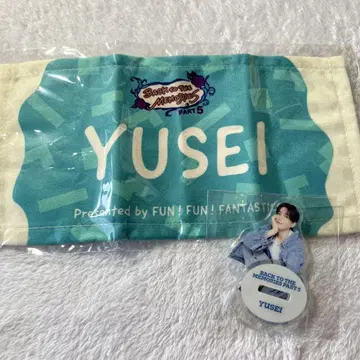 BACK TO THE
MEMORIES
PART 5
YUSEI
Presented by FUN! FUN! FANTASTI
BACK TO THE
MEMORIES PART 5
YUSEI